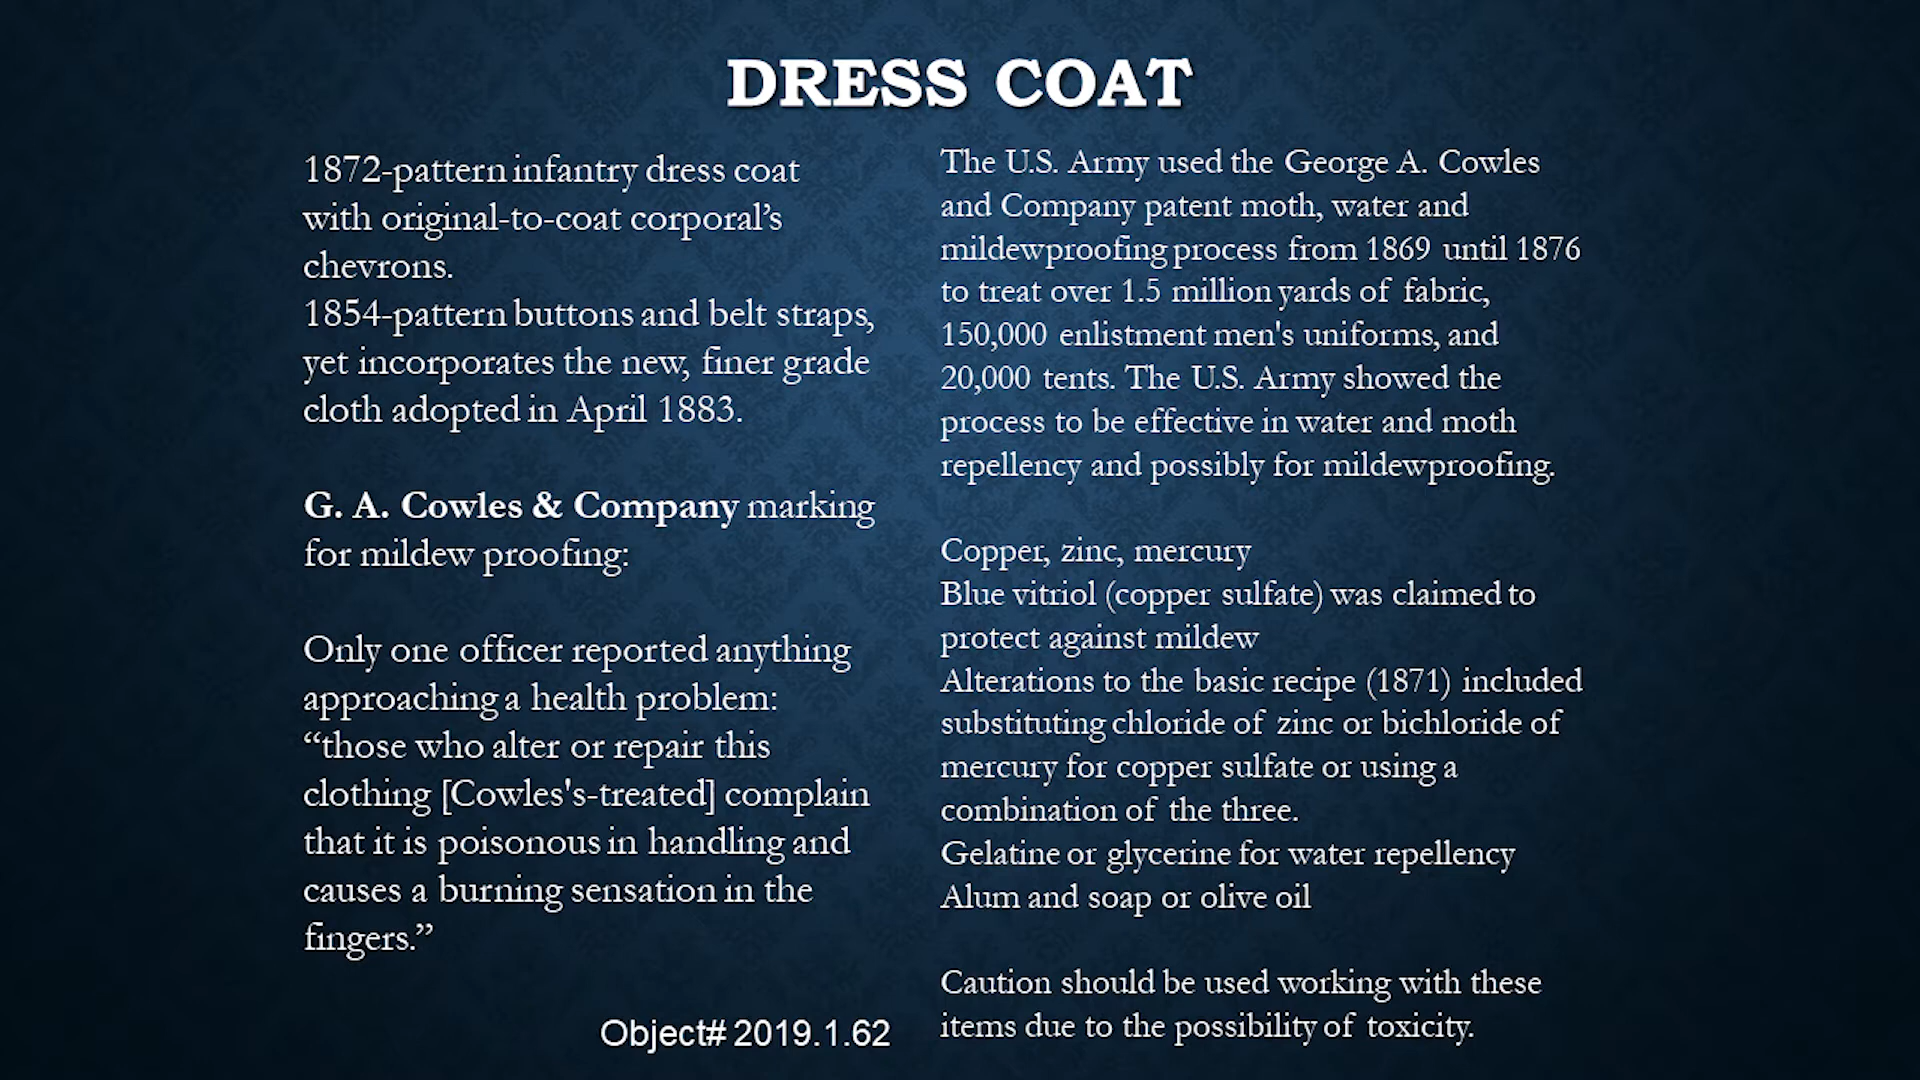 DRESS COAT
1872-pattern infantry dress coat
with original-to-coat corporal’s
chevrons.
1854-pattern buttons and belt straps,
yet incorporates the new, finer grade
cloth adopted in April 1883.
G. A. Cowles & Company marking
for mildew proofing:
Only one officer reported anything
approaching a health problem:
“those who alter or repair this
clothing [Cowles's-treated] complain
that it is poisonous in handling and
causes a burning sensation in the
fingers.”
Object# 2019.1.62
The U.S. Army used the George A. Cowles
and Company patent moth, water and
mildewproofing process from 1869 until 1876
to treat over 1.5 million yards of fabric,
150,000 enlistment men's uniforms, and
20,000 tents. The U.S. Army showed the
process to be effective in water and moth
repellency and possibly for mildewproofing.
Copper, zinc, mercury
Blue vitriol (copper sulfate) was claimed to
protect against mildew
Alterations to the basic recipe (1871) included
substituting chloride of zinc or bichloride of
mercury for copper sulfate or using a
combination of the three.
Gelatine or glycerine for water repellency
Alum and soap or olive oil
Caution should be used working with these
items due to the possibility of toxicity.